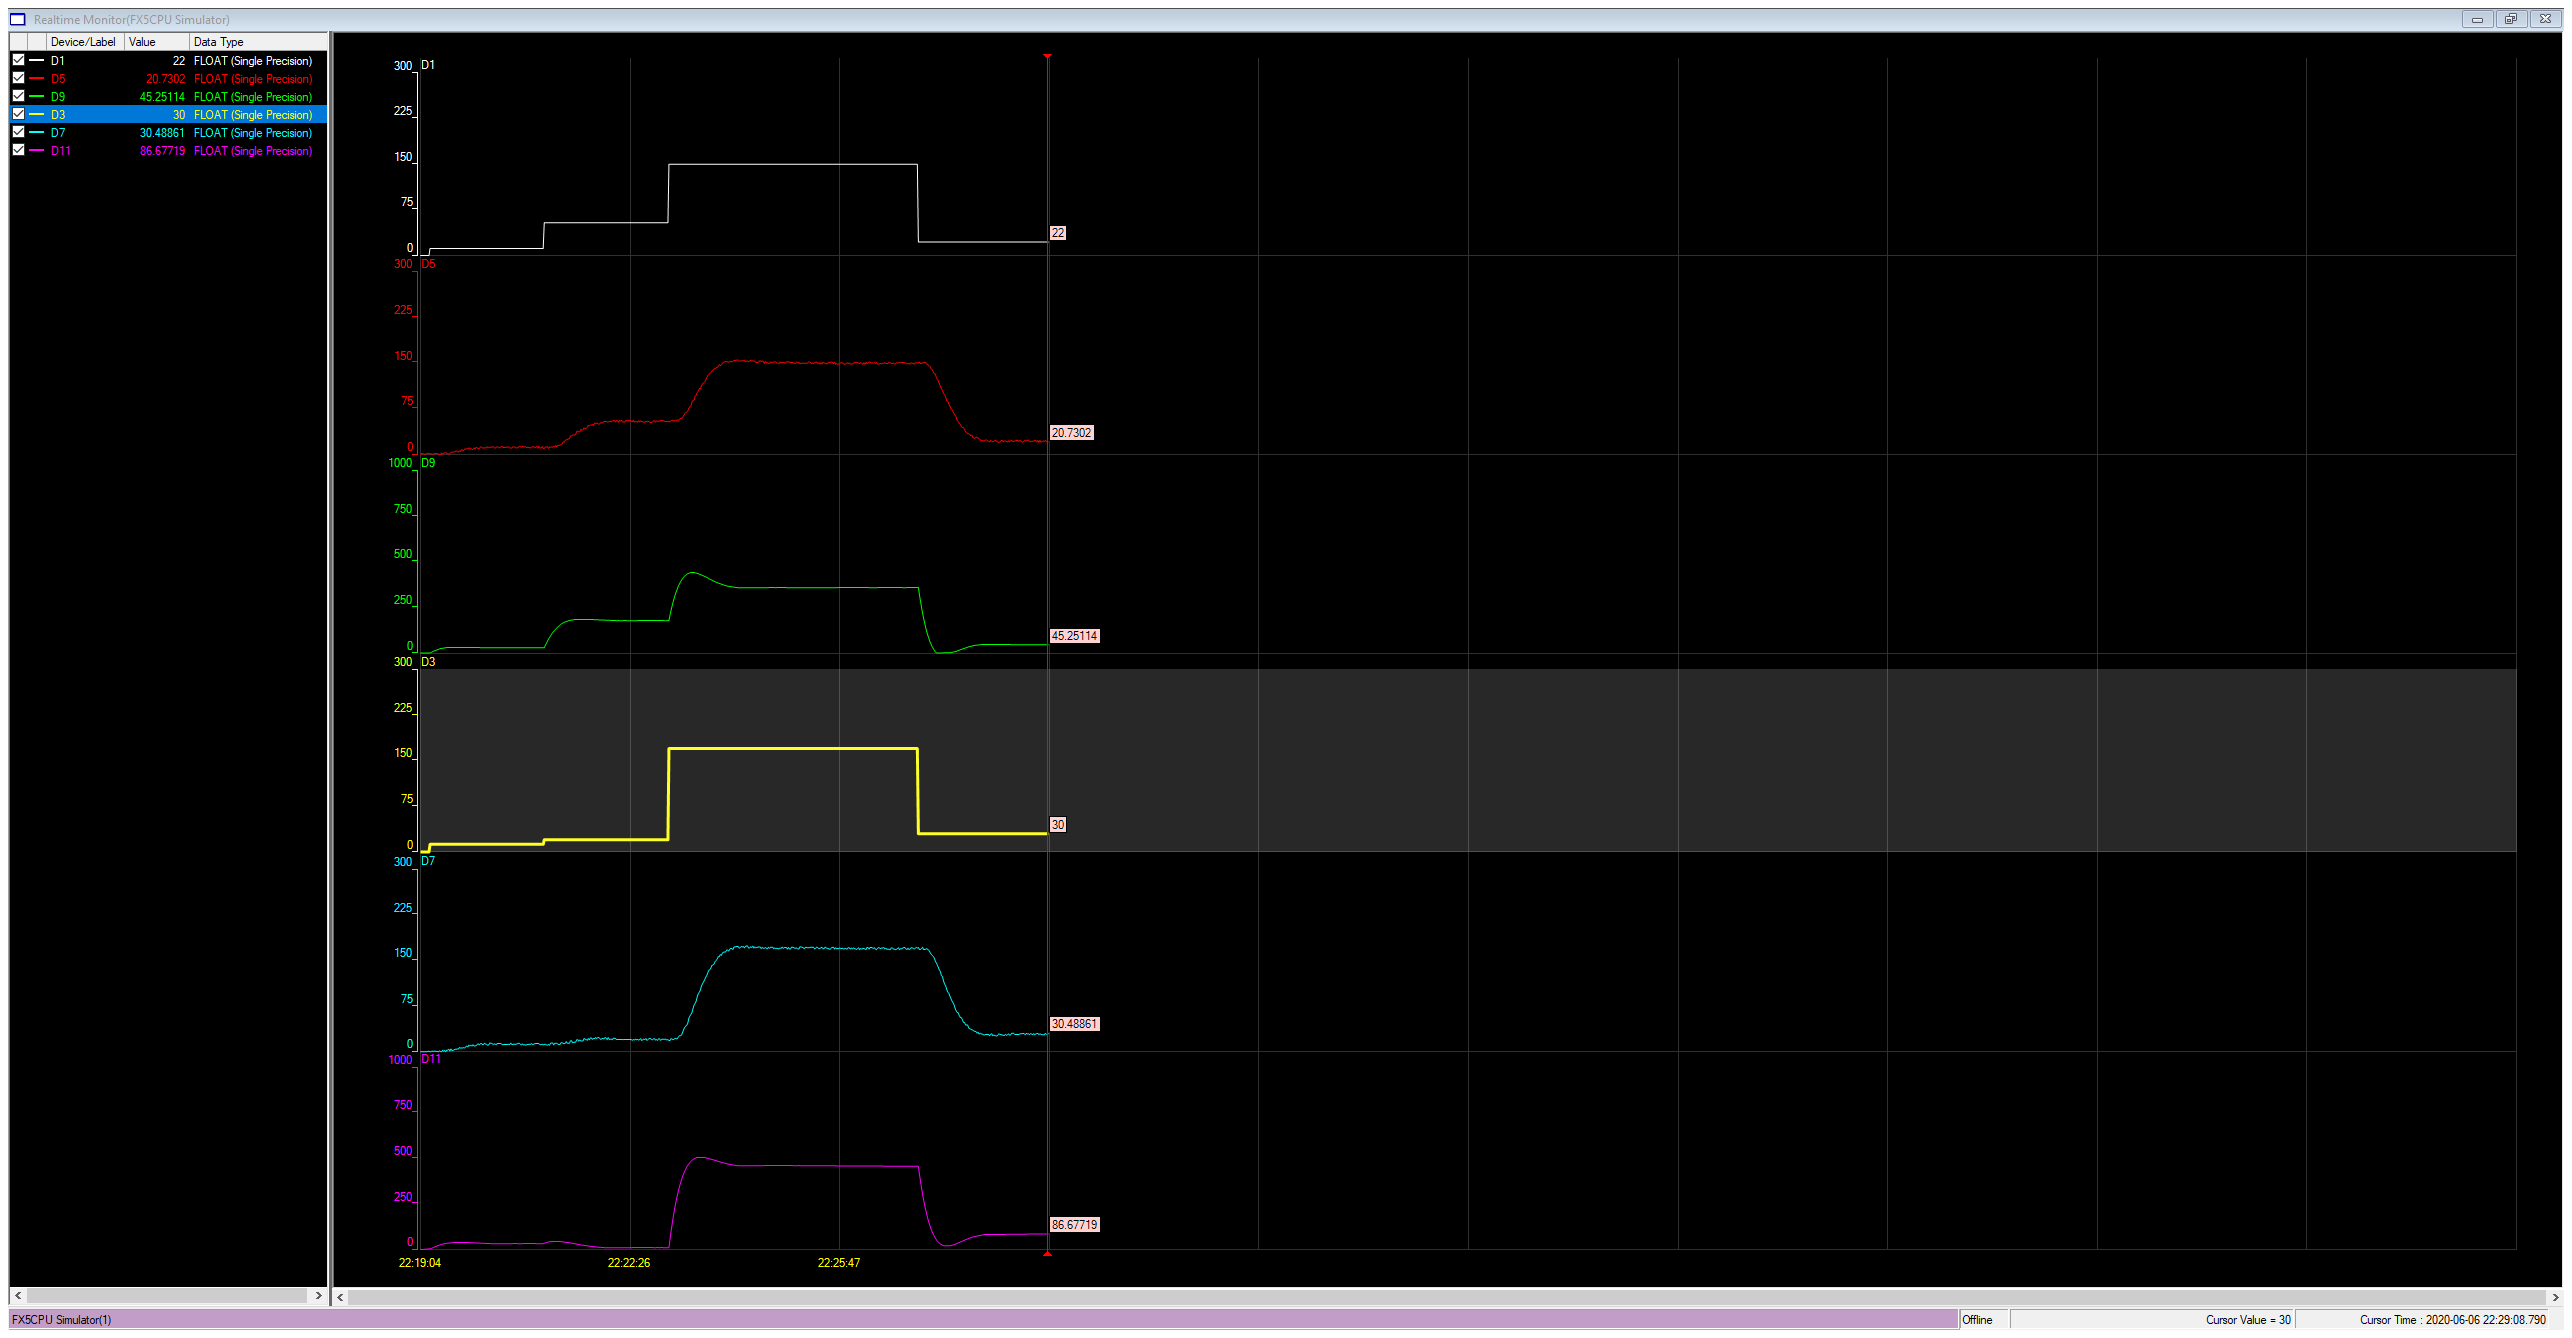 Realtime Monitor(FX5CPU Simulator)
Device/Label Value Data Type
D1 22 FLOAT (Single Precision)
D5 20.7302 FLOAT (Single Precision)
D9 45.25114 FLOAT (Single Precision)
D3 30 FLOAT (Single Precision)
D7 30.48861 FLOAT (Single Precision)
D11 86.67719 FLOAT (Single Precision)
300 D1
225
150
75
22
0
300 D5
225
150
75
20.7302
0
1000 D9
750
500
250
45.25114
0
300 D3
225
150
75
30
0
300 D7
225
150
75
30.48861
0
1000 D11
750
500
250
86.67719
0
22:19:04 22:22:26 22:25:47
FX5CPU Simulator(1) Offline Cursor Value = 30 Cursor Time : 2020-06-06 22:29:08.790